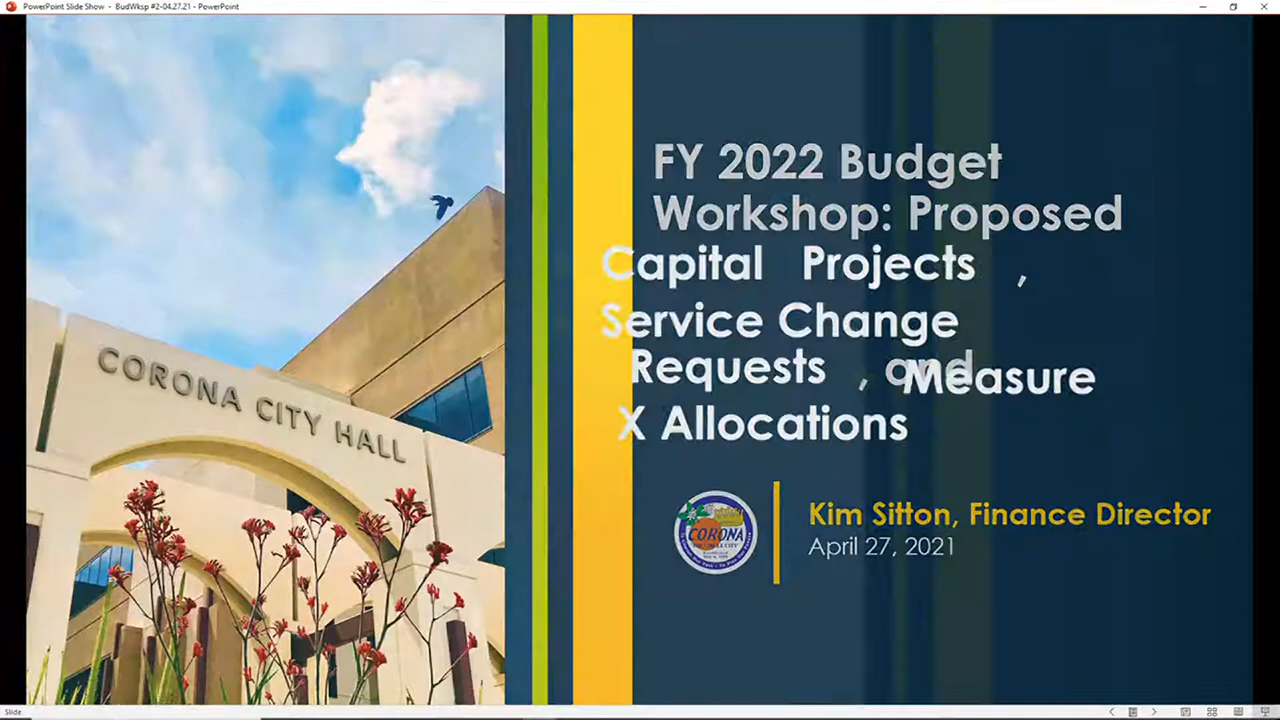 PowerPoint Slide Show - BudWksp #2-04.27.21 - PowerPoint
CORONA CITY HALL
FY 2022 Budget
Workshop: Proposed
Capital Projects ,
Service Change
Requests , and Measure
X Allocations
CORONA
Kim Sitton, Finance Director
April 27, 2021
Slide